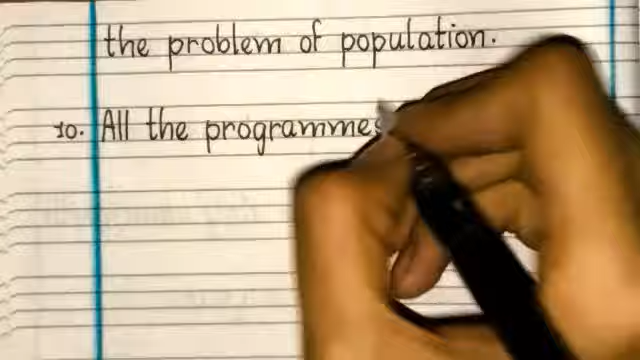 the problem of population.
10. All the programmes